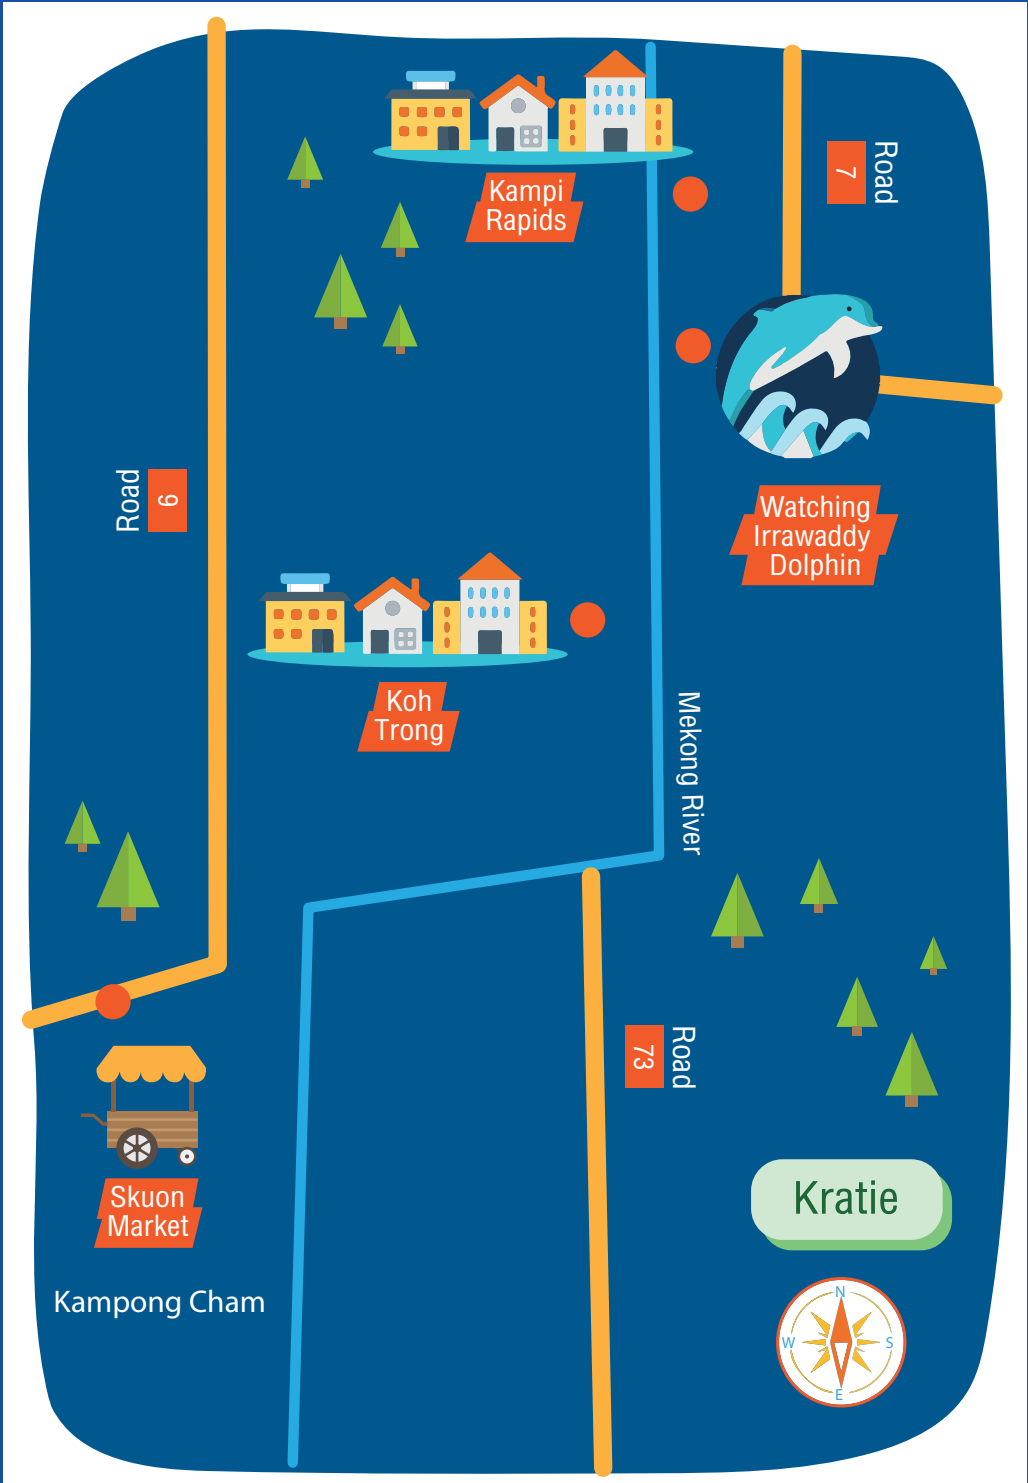 Kampi
Rapids
Road
7
Watching
Irrawaddy
Dolphin
Road
6
Koh
Trong
Mekong River
Road
73
Skuon
Market
Kampong Cham
Kratie
N
W
S
E